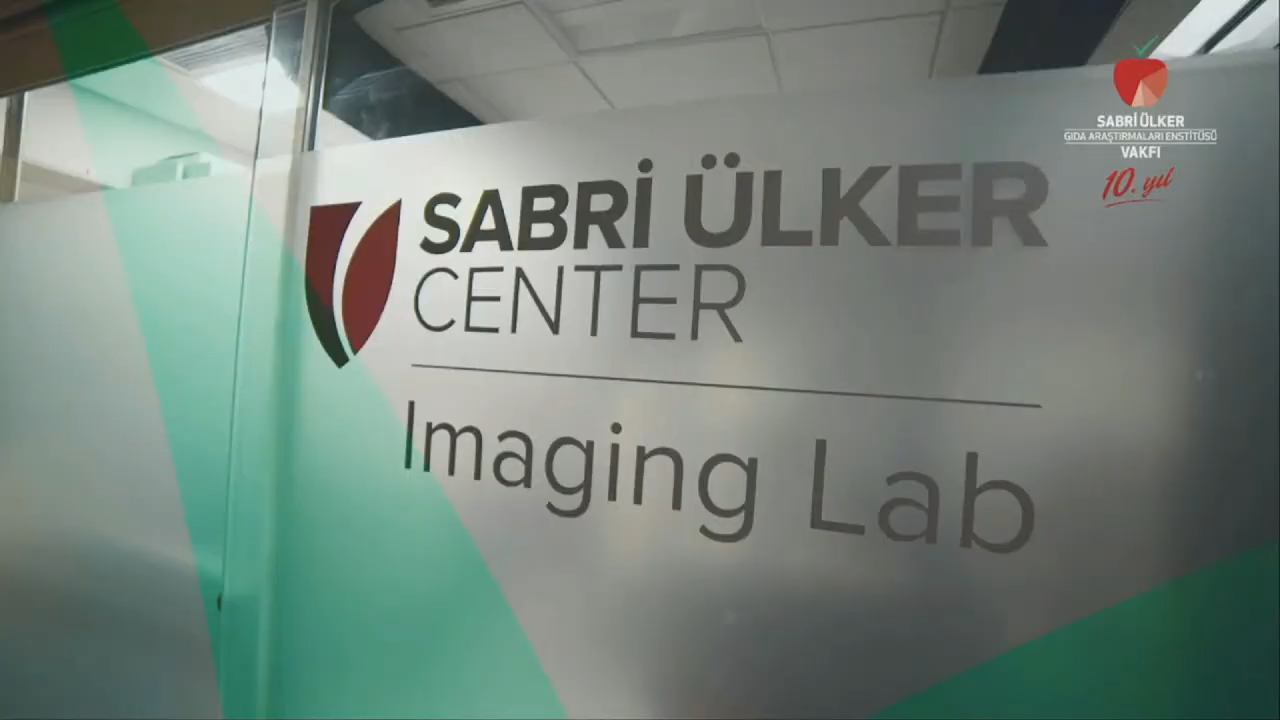 SABRİ ÜLKER
CENTER
Imaging Lab
SABRİ ÜLKER
GIDA ARAŞTIRMALARI ENSTİTÜSÜ
VAKFI
10. yıl